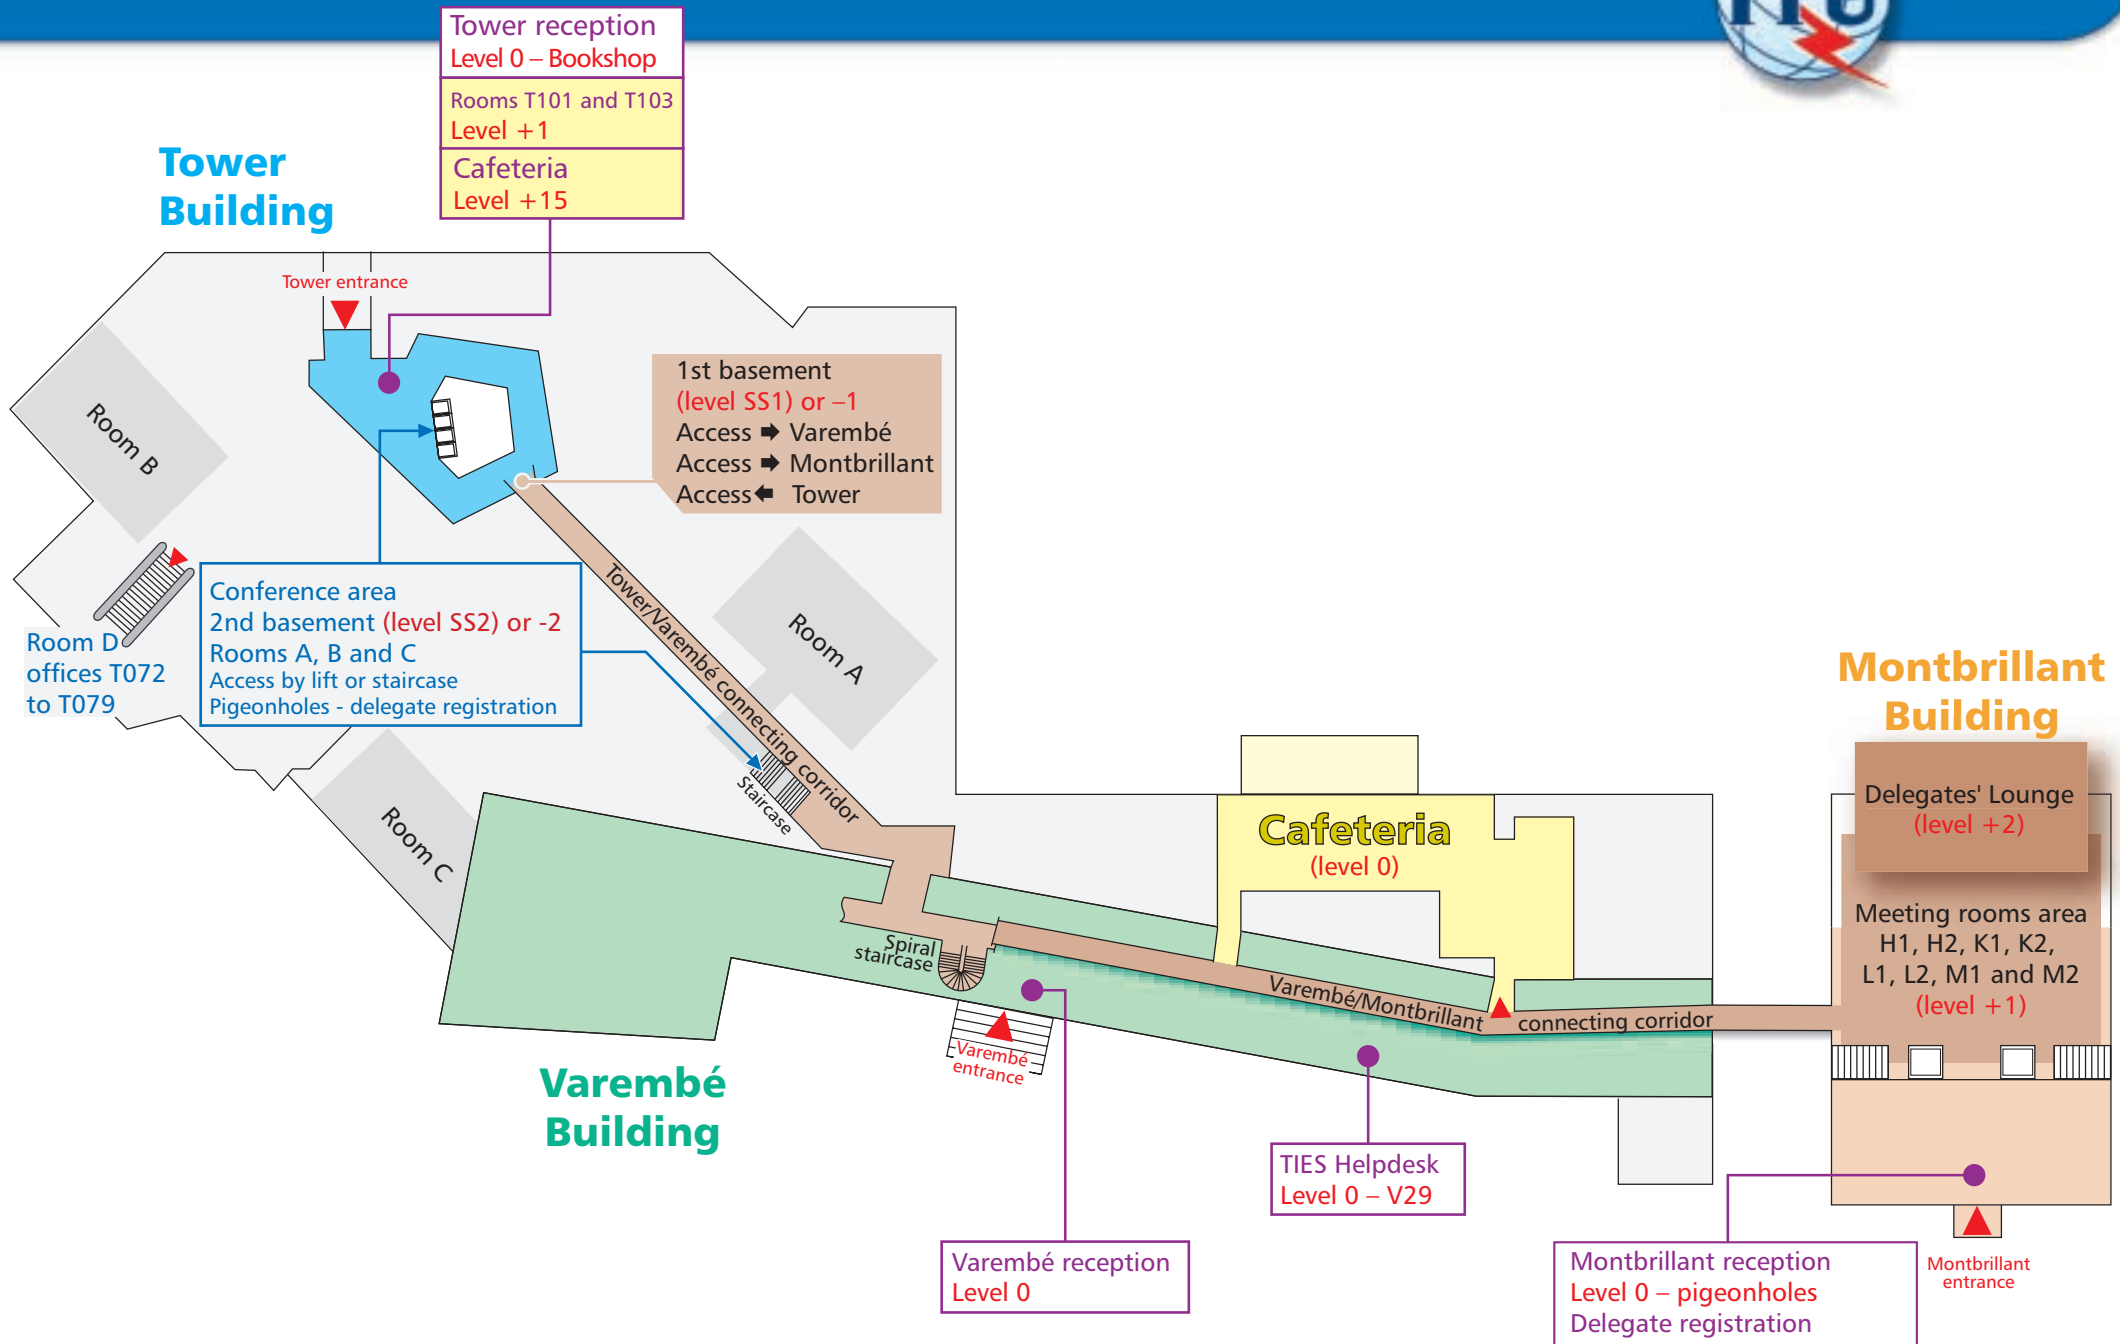 ITU
Tower reception
Level 0 – Bookshop
Rooms T101 and T103
Level +1
Cafeteria
Level +15
Tower
Building
Tower entrance
Room B
1st basement
(level SS1) or –1
Access ➡ Varembé
Access ➡ Montbrillant
Access⬅ Tower
Conference area
2nd basement (level SS2) or -2
Rooms A, B and C
Access by lift or staircase
Pigeonholes - delegate registration
Room D
offices T072
to T079
Tower/Varembé connecting corridor
Room A
Staircase
Room C
Montbrillant
Building
Delegates' Lounge
(level +2)
Cafeteria
(level 0)
Meeting rooms area
H1, H2, K1, K2,
L1, L2, M1 and M2
(level +1)
Spiral
staircase
Varembé/Montbrillant connecting corridor
Varembé
entrance
Varembé
Building
TIES Helpdesk
Level 0 – V29
Varembé reception
Level 0
Montbrillant reception
Level 0 – pigeonholes
Delegate registration
Montbrillant
entrance